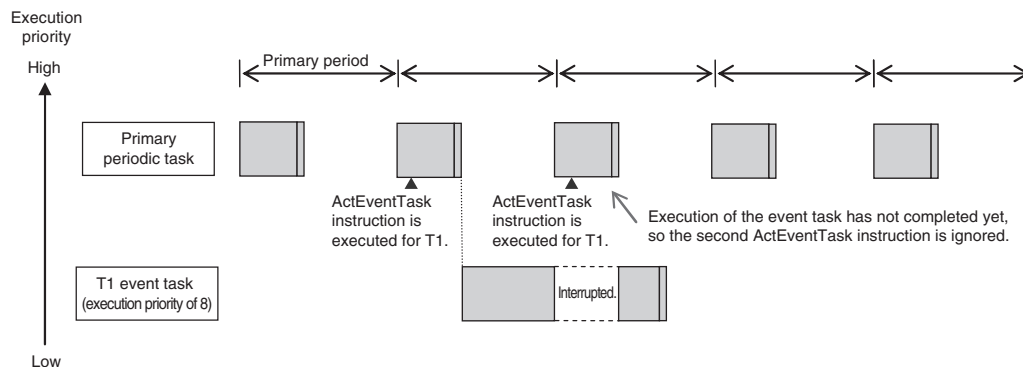 Execution
priority
High
Primary period
Primary
periodic task
ActEventTask
instruction is
executed for T1.
ActEventTask
instruction is
executed for T1.
Execution of the event task has not completed yet,
so the second ActEventTask instruction is ignored.
T1 event task
(execution priority of 8)
Interrupted.
Low